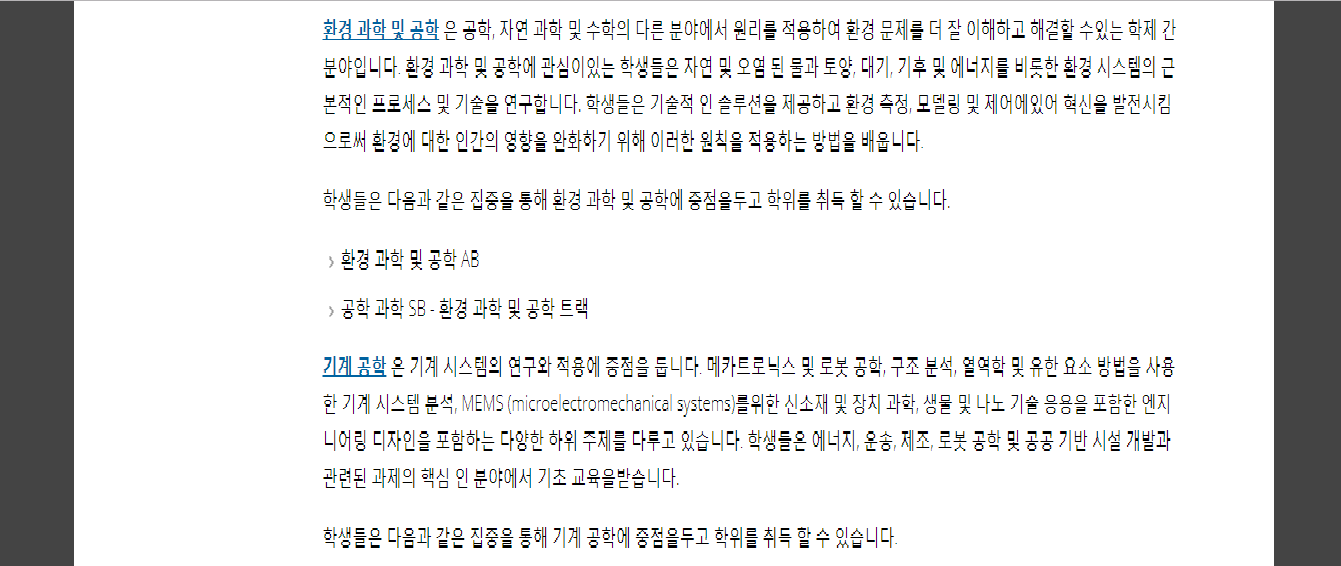 환경 과학 및 공학 은 공학, 자연 과학 및 수학의 다른 분야에서 원리를 적용하여 환경 문제를 더 잘 이해하고 해결할 수있는 학제 간
분야입니다. 환경 과학 및 공학에 관심이있는 학생들은 자연 및 오염 된 물과 토양, 대기, 기후 및 에너지를 비롯한 환경 시스템의 근
본적인 프로세스 및 기술을 연구합니다. 학생들은 기술적 인 솔루션을 제공하고 환경 측정, 모델링 및 제어에있어 혁신을 발전시킴
으로써 환경에 대한 인간의 영향을 완화하기 위해 이러한 원칙을 적용하는 방법을 배웁니다.
학생들은 다음과 같은 집중을 통해 환경 과학 및 공학에 중점을두고 학위를 취득 할 수 있습니다.
› 환경 과학 및 공학 AB
› 공학 과학 SB - 환경 과학 및 공학 트랙
기계 공학 은 기계 시스템의 연구와 적용에 중점을 둡니다. 메카트로닉스 및 로봇 공학, 구조 분석, 열역학 및 유한 요소 방법을 사용
한 기계 시스템 분석, MEMS (microelectromechanical systems)를위한 신소재 및 장치 과학, 생물 및 나노 기술 응용을 포함한 엔지
니어링 디자인을 포함하는 다양한 하위 주제를 다루고 있습니다. 학생들은 에너지, 운송, 제조, 로봇 공학 및 공공 기반 시설 개발과
관련된 과제의 핵심 인 분야에서 기초 교육을받습니다.
학생들은 다음과 같은 집중을 통해 기계 공학에 중점을두고 학위를 취득 할 수 있습니다.